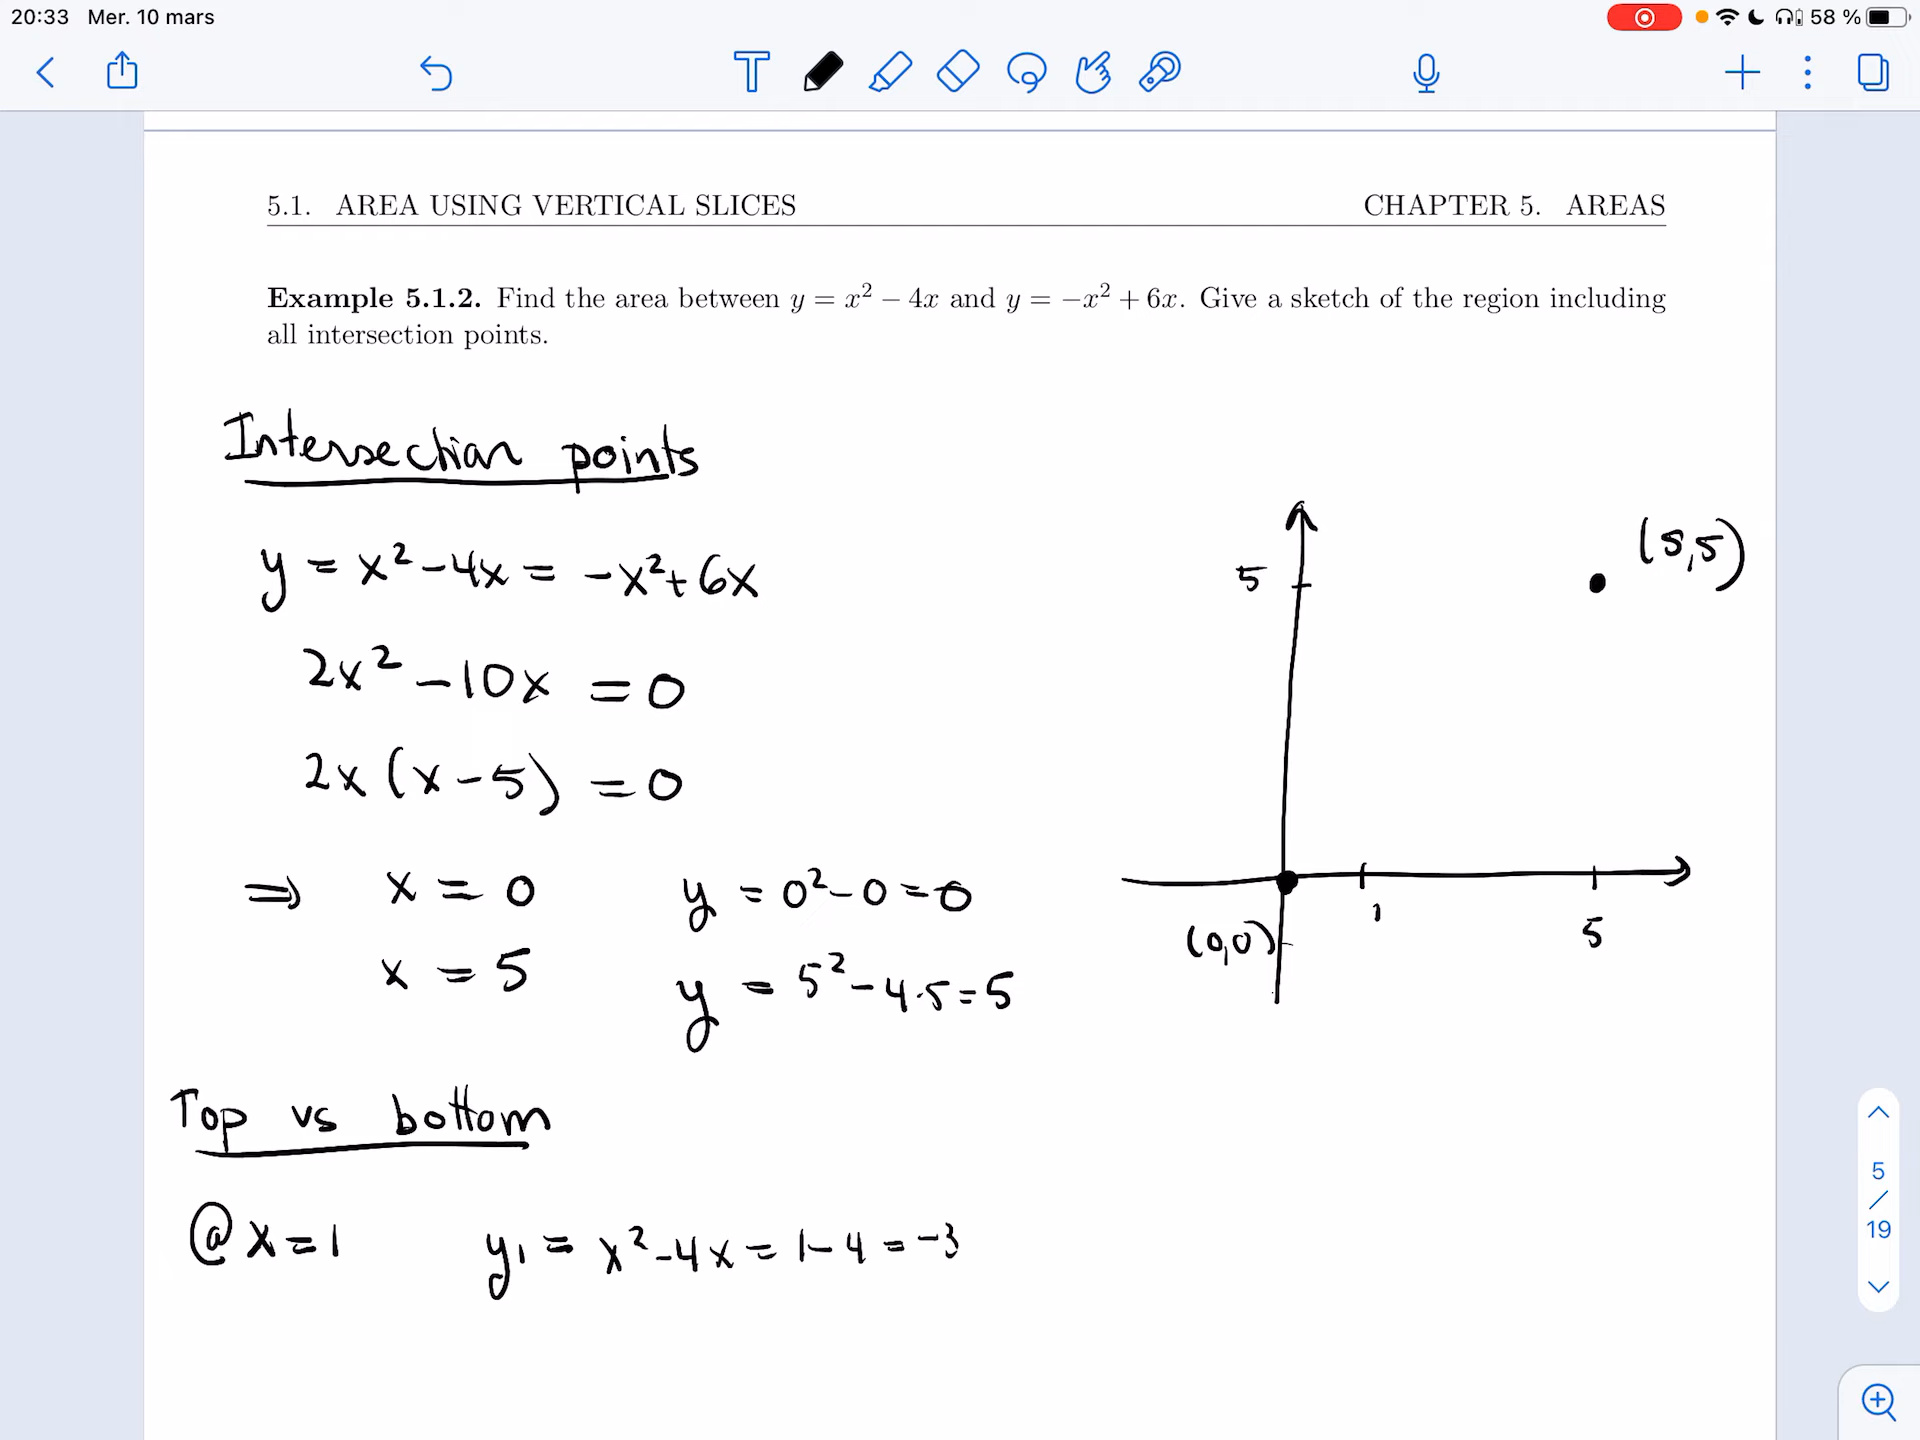 20:33 Mer. 10 mars 58 %
5.1. AREA USING VERTICAL SLICES CHAPTER 5. AREAS
Example 5.1.2. Find the area between y = x² − 4x and y = −x² + 6x. Give a sketch of the region including
all intersection points.
Intersection points
y = x² − 4x = −x² + 6x
2x² − 10x = 0
2x (x − 5) = 0
⇒ x = 0 y = 0² − 0 = 0
x = 5 y = 5² − 4·5 = 5
5 (5,5)
(0,0) 1 5
Top vs bottom
@ x = 1 y₁ = x² − 4x = 1 − 4 = −3
5
/
19